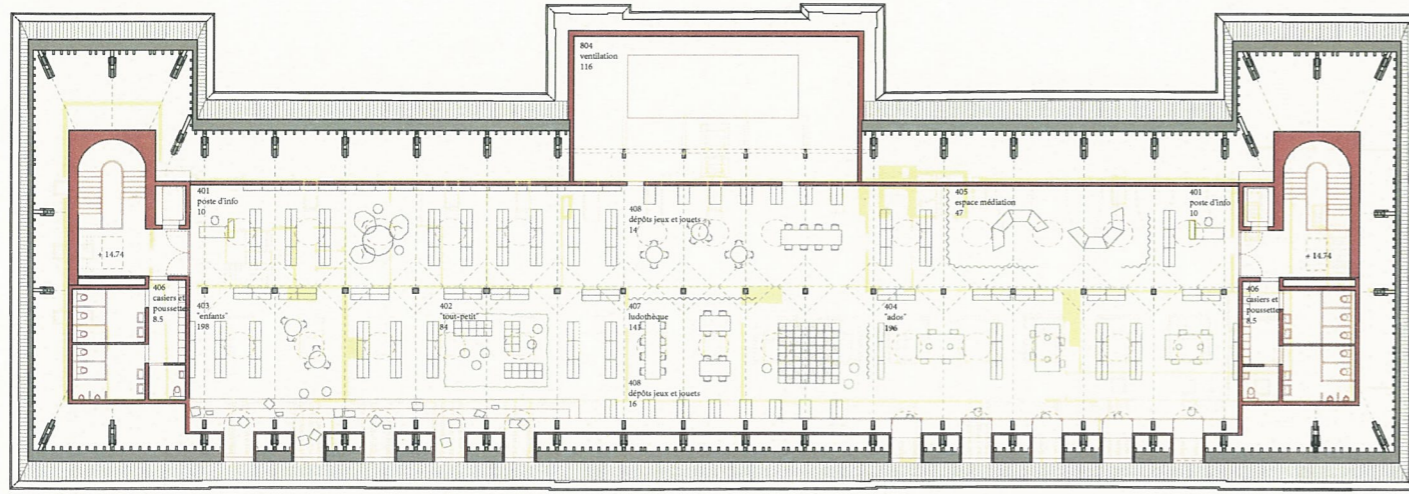 804
ventilation
116
401
poste d'info
10
408
dépôts jeux et jouets
14
405
espace médiation
47
401
poste d'info
10
+ 14.74
+ 14.74
406
casiers et
poussettes
8.5
403
"enfants"
198
402
"tout-petit"
84
407
ludothèque
143
404
"ados"
196
406
casiers et
poussettes
8.5
408
dépôts jeux et jouets
16